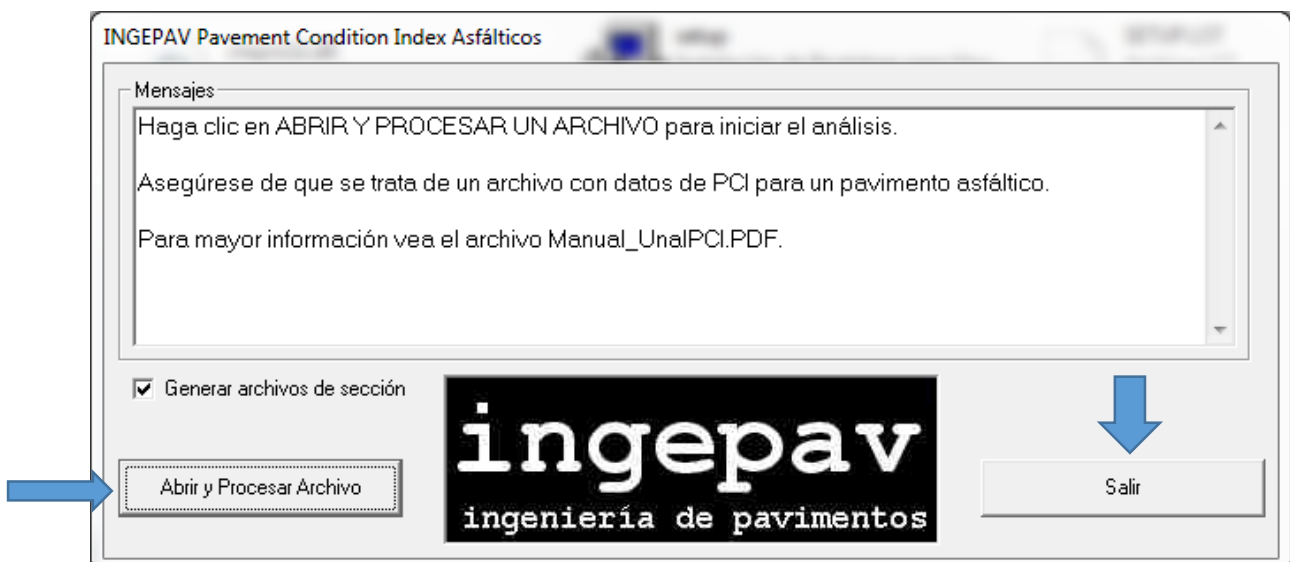 INGEPAV Pavement Condition Index Asfálticos
Mensajes
Haga clic en ABRIR Y PROCESAR UN ARCHIVO para iniciar el análisis.
Asegúrese de que se trata de un archivo con datos de PCI para un pavimento asfáltico.
Para mayor información vea el archivo Manual_UnalPCI.PDF.
Generar archivos de sección
ingepav
ingeniería de pavimentos
Abrir y Procesar Archivo
Salir